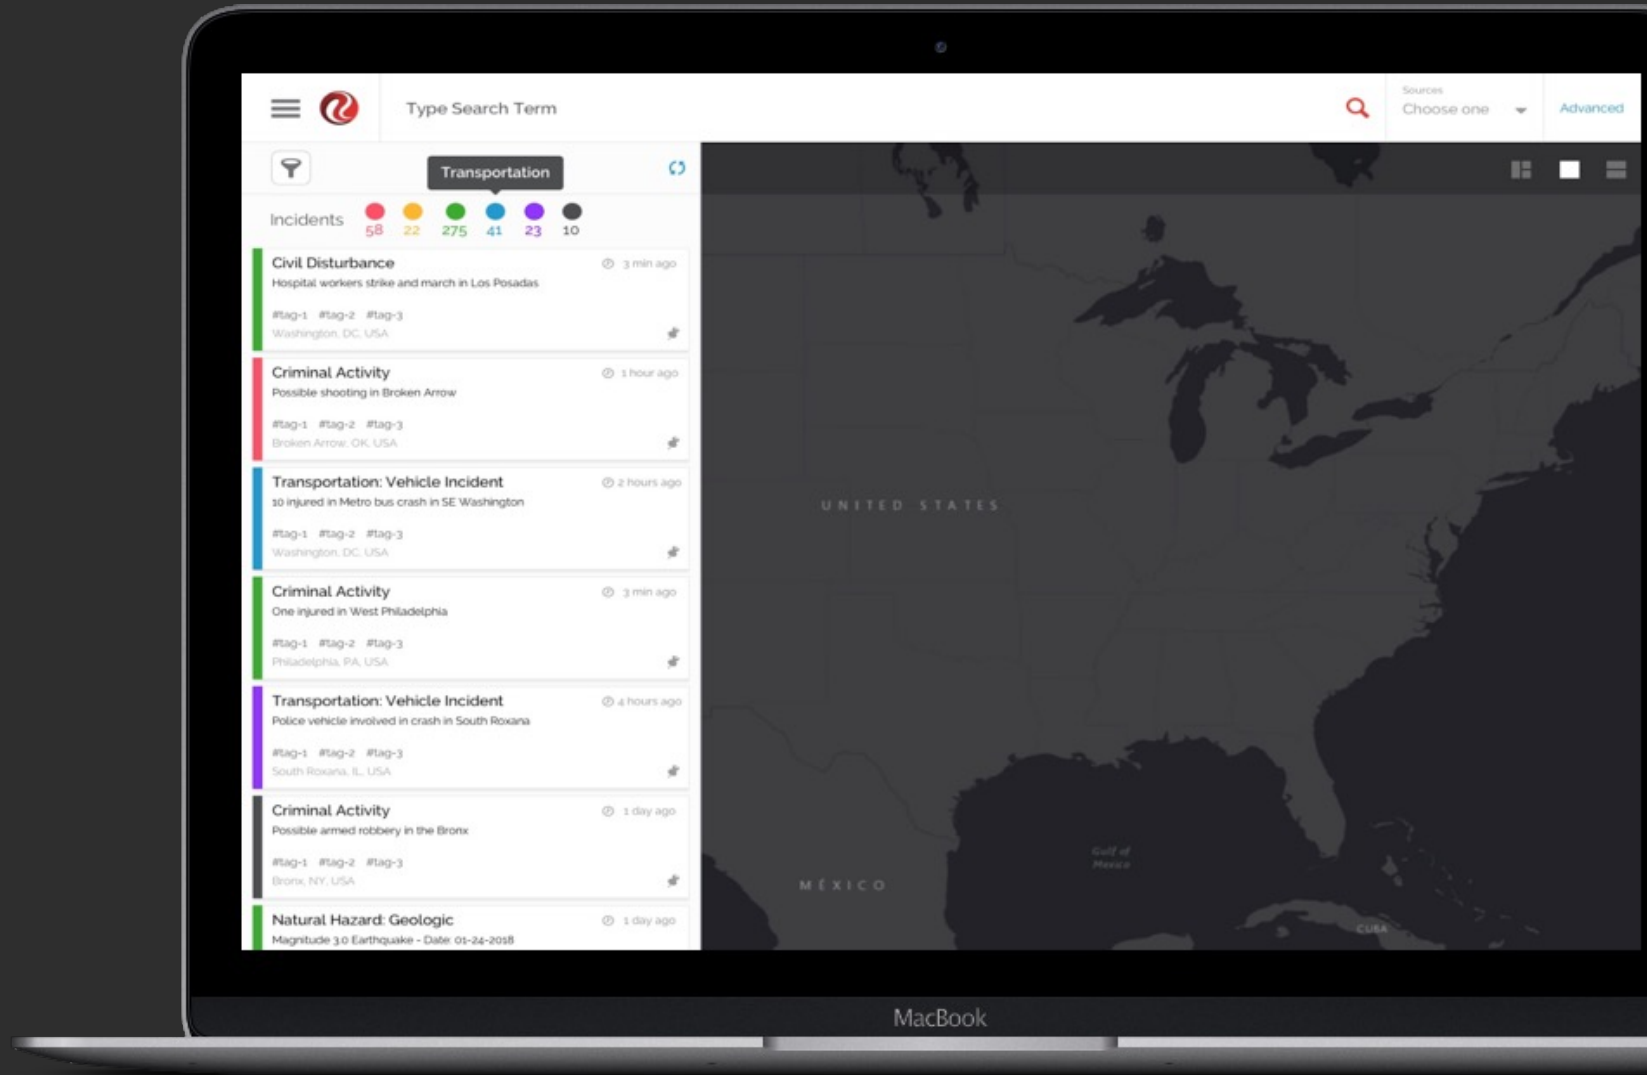 Type Search Term
Sources
Choose one
Advanced
Transportation
Incidents
58 22 275 41 23 10
Civil Disturbance 3 min ago
Hospital workers strike and march in Los Posadas
#tag-1 #tag-2 #tag-3
Washington, DC, USA
Criminal Activity 1 hour ago
Possible shooting in Broken Arrow
#tag-1 #tag-2 #tag-3
Broken Arrow, OK, USA
Transportation: Vehicle Incident 2 hours ago
10 injured in Metro bus crash in SE Washington
#tag-1 #tag-2 #tag-3
Washington, DC, USA
Criminal Activity 3 min ago
One injured in West Philadelphia
#tag-1 #tag-2 #tag-3
Philadelphia, PA, USA
Transportation: Vehicle Incident 4 hours ago
Police vehicle involved in crash in South Roxana
#tag-1 #tag-2 #tag-3
South Roxana, IL, USA
Criminal Activity 1 day ago
Possible armed robbery in the Bronx
#tag-1 #tag-2 #tag-3
Bronx, NY, USA
Natural Hazard: Geologic 1 day ago
Magnitude 3.0 Earthquake - Date: 01-24-2018
UNITED STATES
MÉXICO
Gulf of
Mexico
CUBA
MacBook